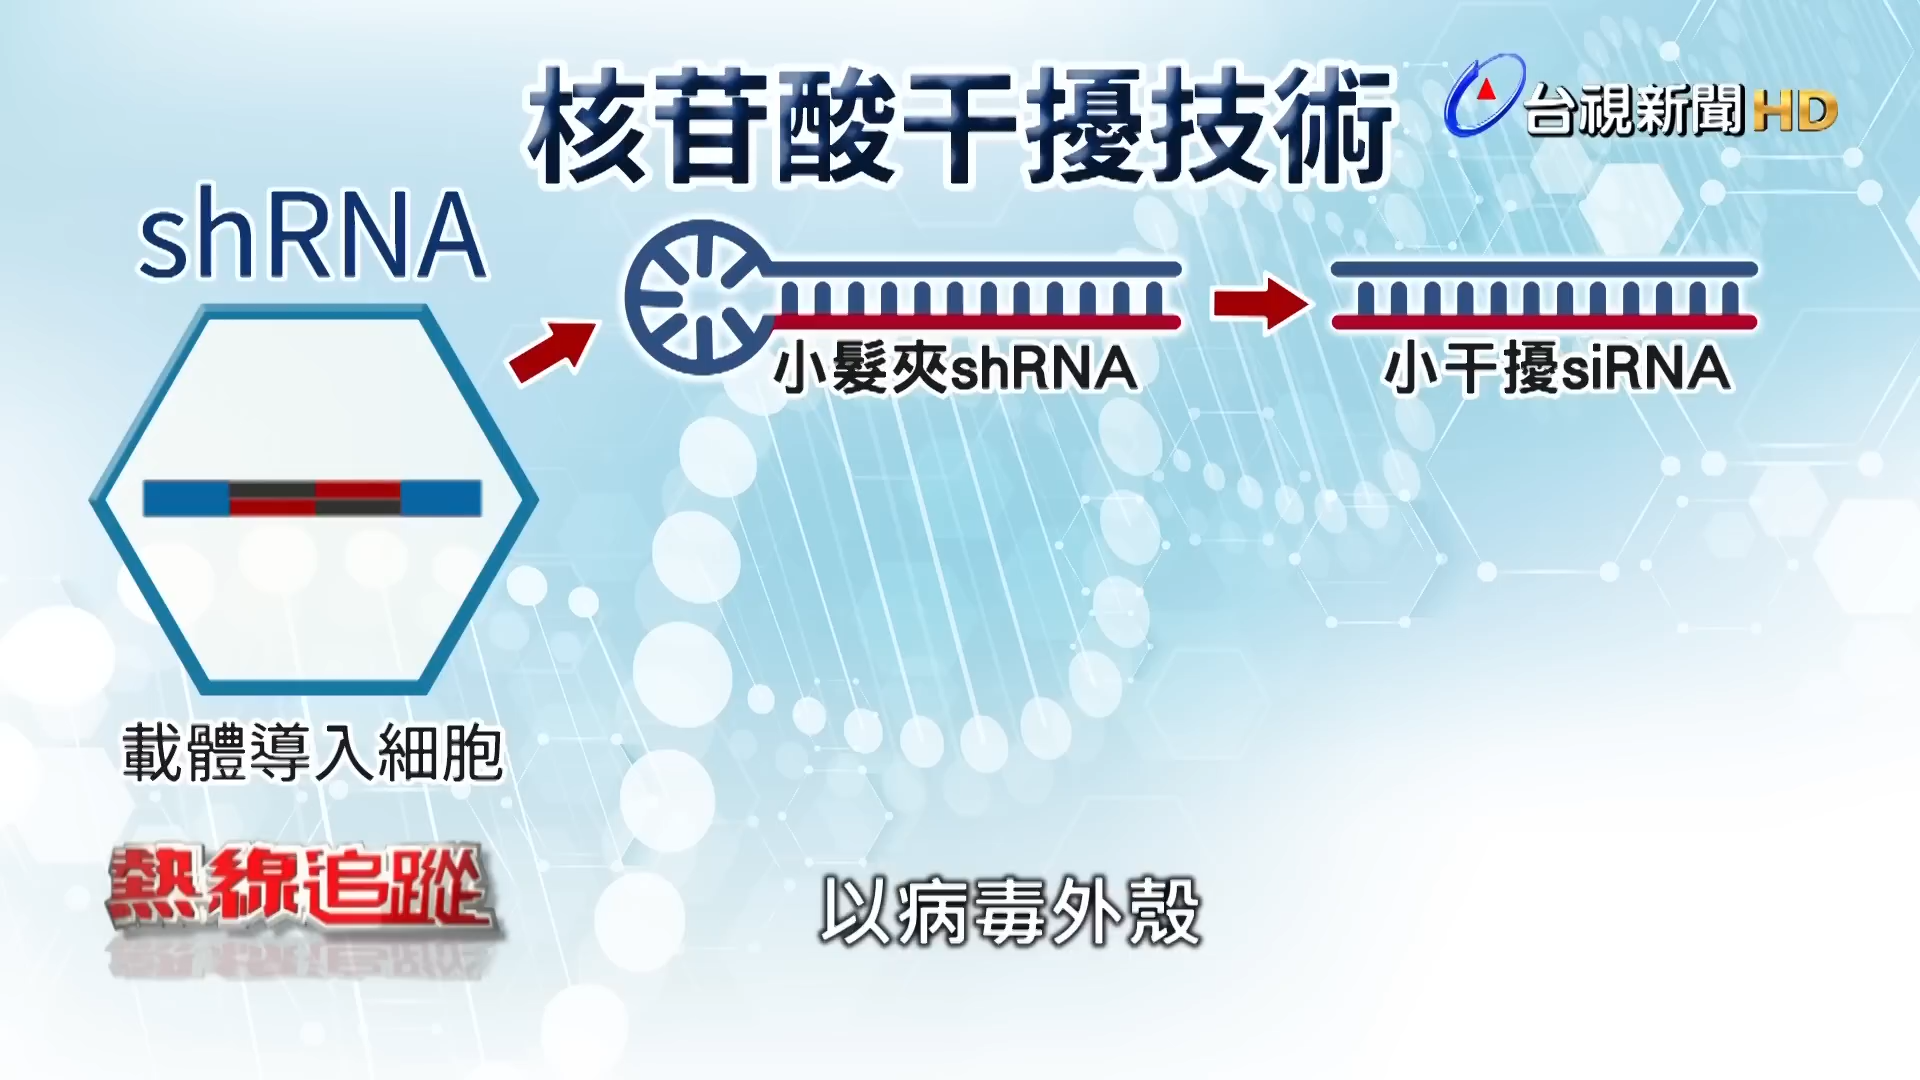 核苷酸干擾技術
台視新聞HD
shRNA
小髮夾shRNA
小干擾siRNA
載體導入細胞
熱線追蹤
以病毒外殼